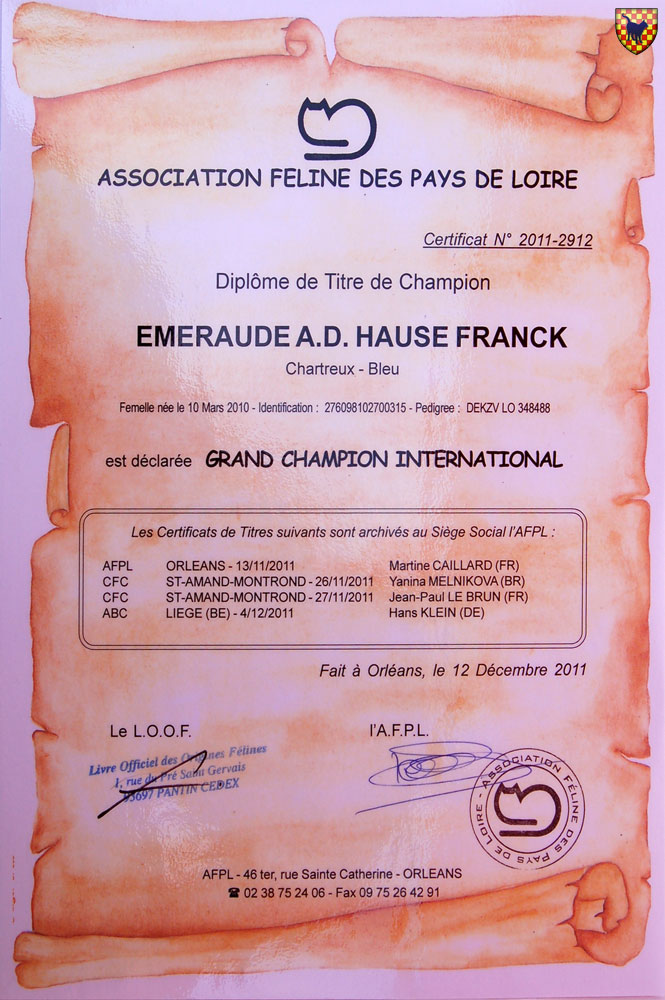 ASSOCIATION FELINE DES PAYS DE LOIRE
Certificat N° 2011-2912
Diplôme de Titre de Champion
EMERAUDE A.D. HAUSE FRANCK
Chartreux - Bleu
Femelle née le 10 Mars 2010 - Identification : 276098102700315 - Pedigree : DEKZV LO 348488
est déclarée GRAND CHAMPION INTERNATIONAL
Les Certificats de Titres suivants sont archivés au Siège Social l'AFPL :
AFPL ORLEANS - 13/11/2011 Martine CAILLARD (FR)
CFC ST-AMAND-MONTROND - 26/11/2011 Yanina MELNIKOVA (BR)
CFC ST-AMAND-MONTROND - 27/11/2011 Jean-Paul LE BRUN (FR)
ABC LIEGE (BE) - 4/12/2011 Hans KLEIN (DE)
Fait à Orléans, le 12 Décembre 2011
Le L.O.O.F. l'A.F.P.L.
Livre Officiel des Origines Félines
1, rue du Pré Saint Gervais
93697 PANTIN CEDEX
ASSOCIATION FÉLINE DES PAYS DE LOIRE -
AFPL - 46 ter, rue Sainte Catherine - ORLEANS
☎ 02 38 75 24 06 - Fax 09 75 26 42 91